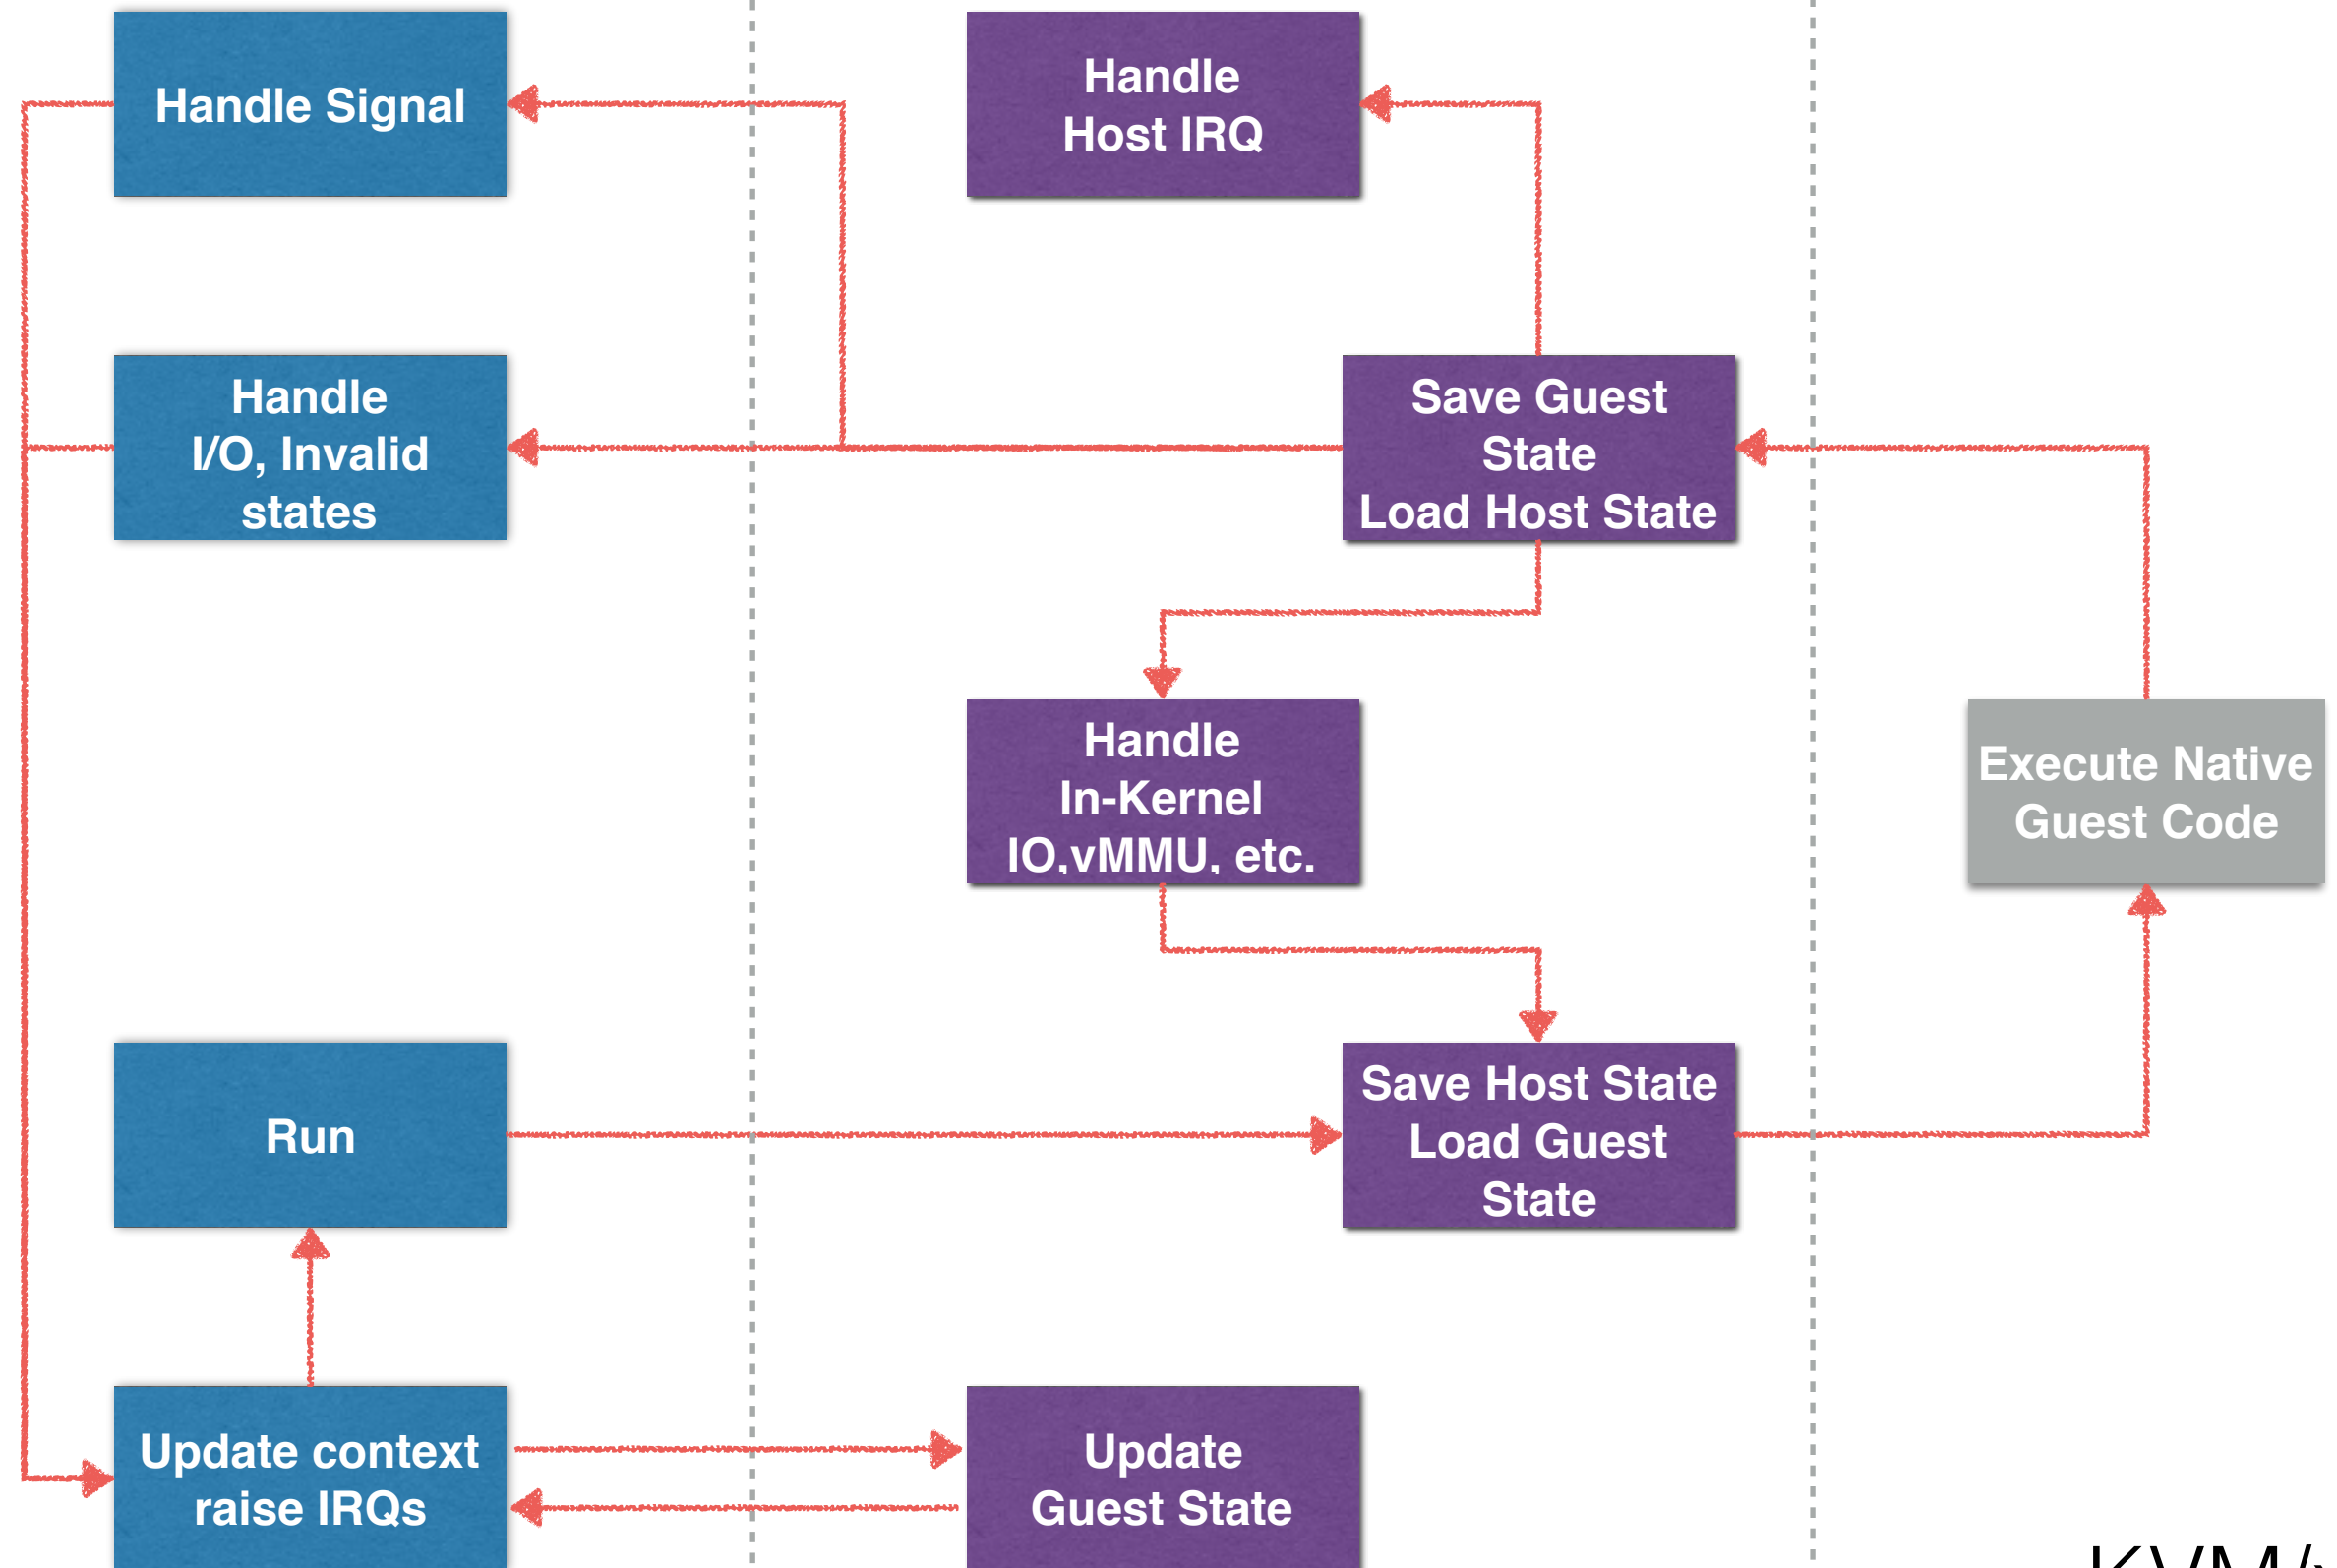 Handle Signal
Handle
Host IRQ
Handle
I/O, Invalid
states
Save Guest
State
Load Host State
Handle
In-Kernel
IO,vMMU, etc.
Execute Native
Guest Code
Run
Save Host State
Load Guest
State
Update context
raise IRQs
Update
Guest State